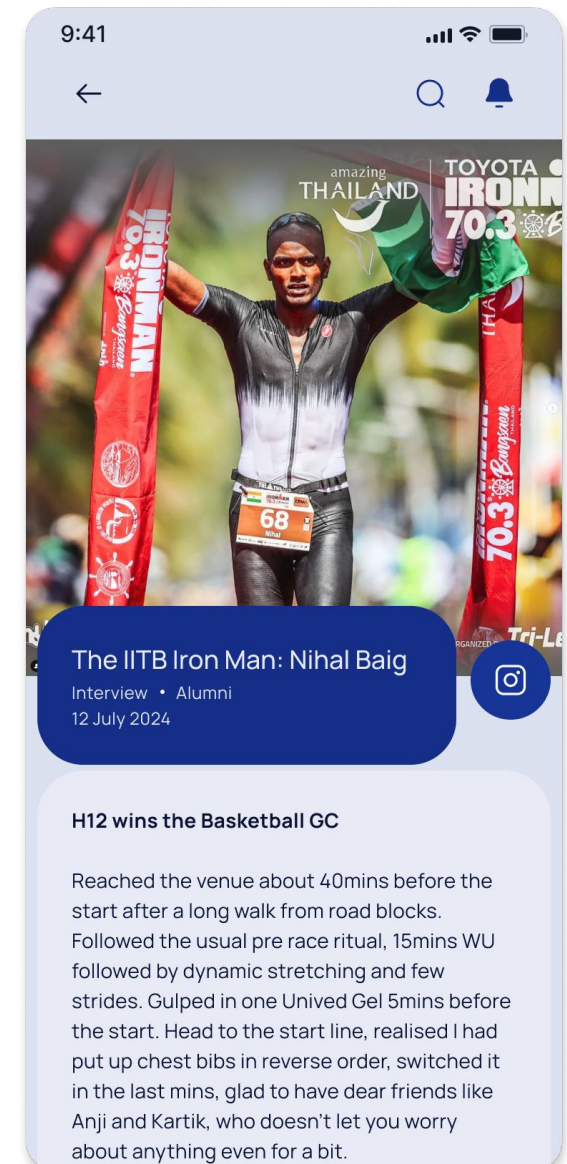 9:41
amazing
THAILAND
TOYOTA
70.3
IRONMAN
70.3
Bangsaen
THAILAND
IRONMAN
70.3
Bangsaen
68
Nihal
Tri-Le
The IITB Iron Man: Nihal Baig
Interview • Alumni
12 July 2024
H12 wins the Basketball GC
Reached the venue about 40mins before the
start after a long walk from road blocks.
Followed the usual pre race ritual, 15mins WU
followed by dynamic stretching and few
strides. Gulped in one Unived Gel 5mins before
the start. Head to the start line, realised I had
put up chest bibs in reverse order, switched it
in the last mins, glad to have dear friends like
Anji and Kartik, who doesn't let you worry
about anything even for a bit.